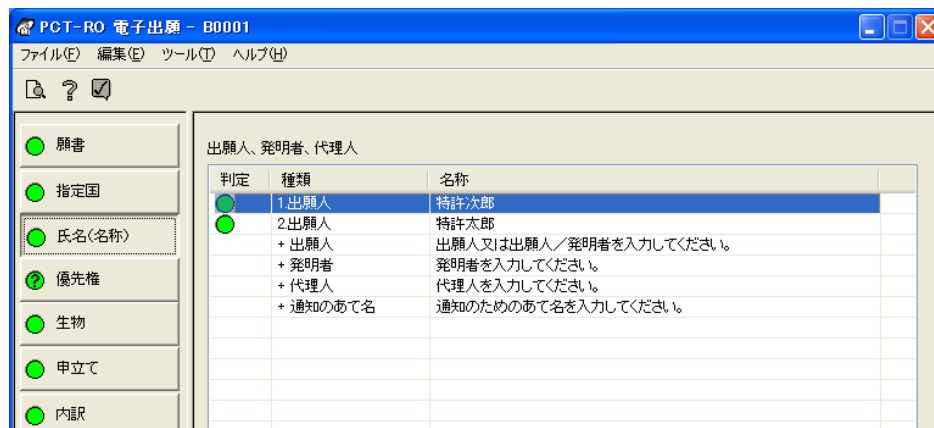 PCT-RO 電子出願 - B0001
ファイル(F) 編集(E) ツール(T) ヘルプ(H)
願書
指定国
氏名(名称)
優先権
生物
申立て
内訳
出願人、発明者、代理人
判定 種類 名称
1.出願人 特許次郎
2.出願人 特許太郎
+ 出願人 出願人又は出願人/発明者を入力してください。
+ 発明者 発明者を入力してください。
+ 代理人 代理人を入力してください。
+ 通知のあて名 通知のためのあて名を入力してください。